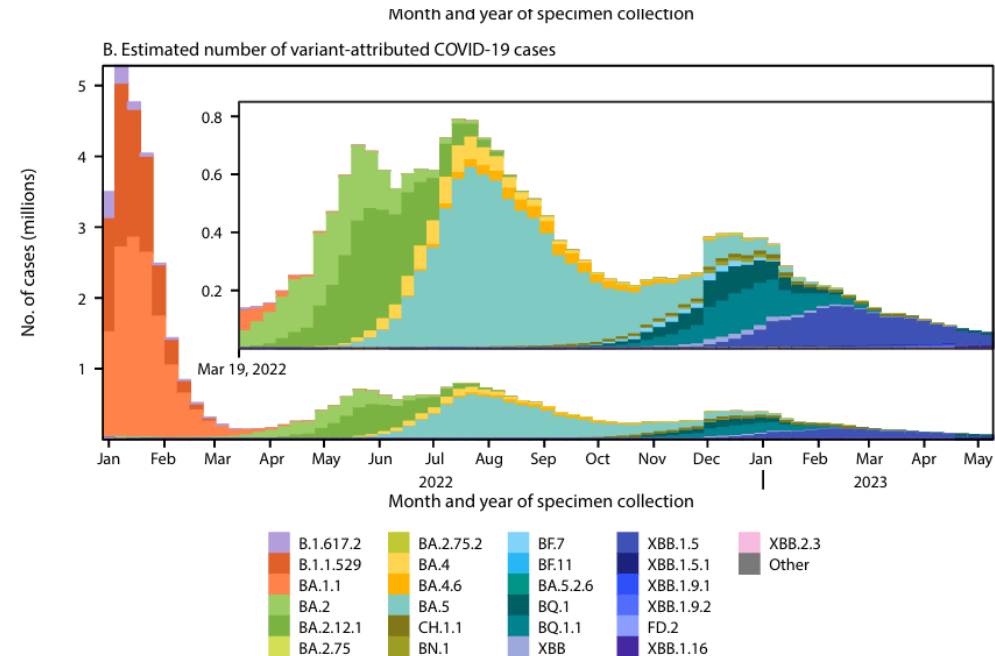 Month and year of specimen collection
B. Estimated number of variant-attributed COVID-19 cases
No. of cases (millions)
5
4
3
2
1
0.8
0.6
0.4
0.2
Mar 19, 2022
Jan Feb Mar Apr May Jun Jul Aug Sep Oct Nov Dec Jan Feb Mar Apr May
2022 2023
Month and year of specimen collection
B.1.617.2 BA.2.75.2 BF.7 XBB.1.5 XBB.2.3
B.1.1.529 BA.4 BF.11 XBB.1.5.1 Other
BA.1.1 BA.4.6 BA.5.2.6 XBB.1.9.1
BA.2 BA.5 BQ.1 XBB.1.9.2
BA.2.12.1 CH.1.1 BQ.1.1 FD.2
BA.2.75 BN.1 XBB XBB.1.16